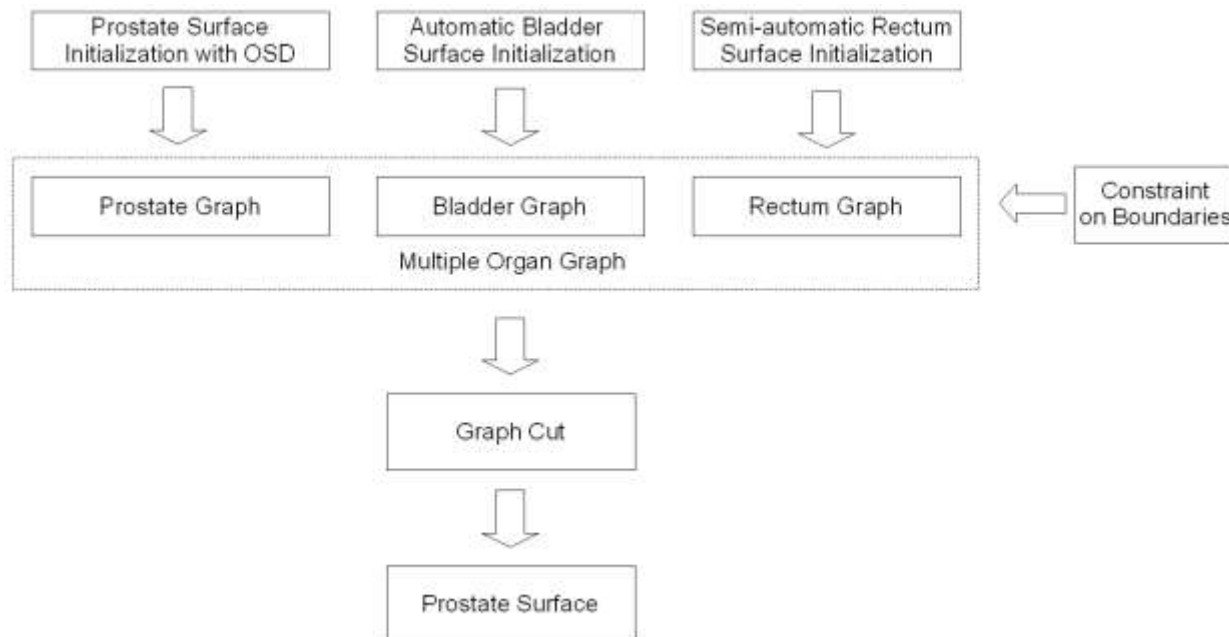 Prostate Surface
Initialization with OSD
Automatic Bladder
Surface Initialization
Semi-automatic Rectum
Surface Initialization
Prostate Graph
Bladder Graph
Rectum Graph
Multiple Organ Graph
Constraint
on Boundaries
Graph Cut
Prostate Surface